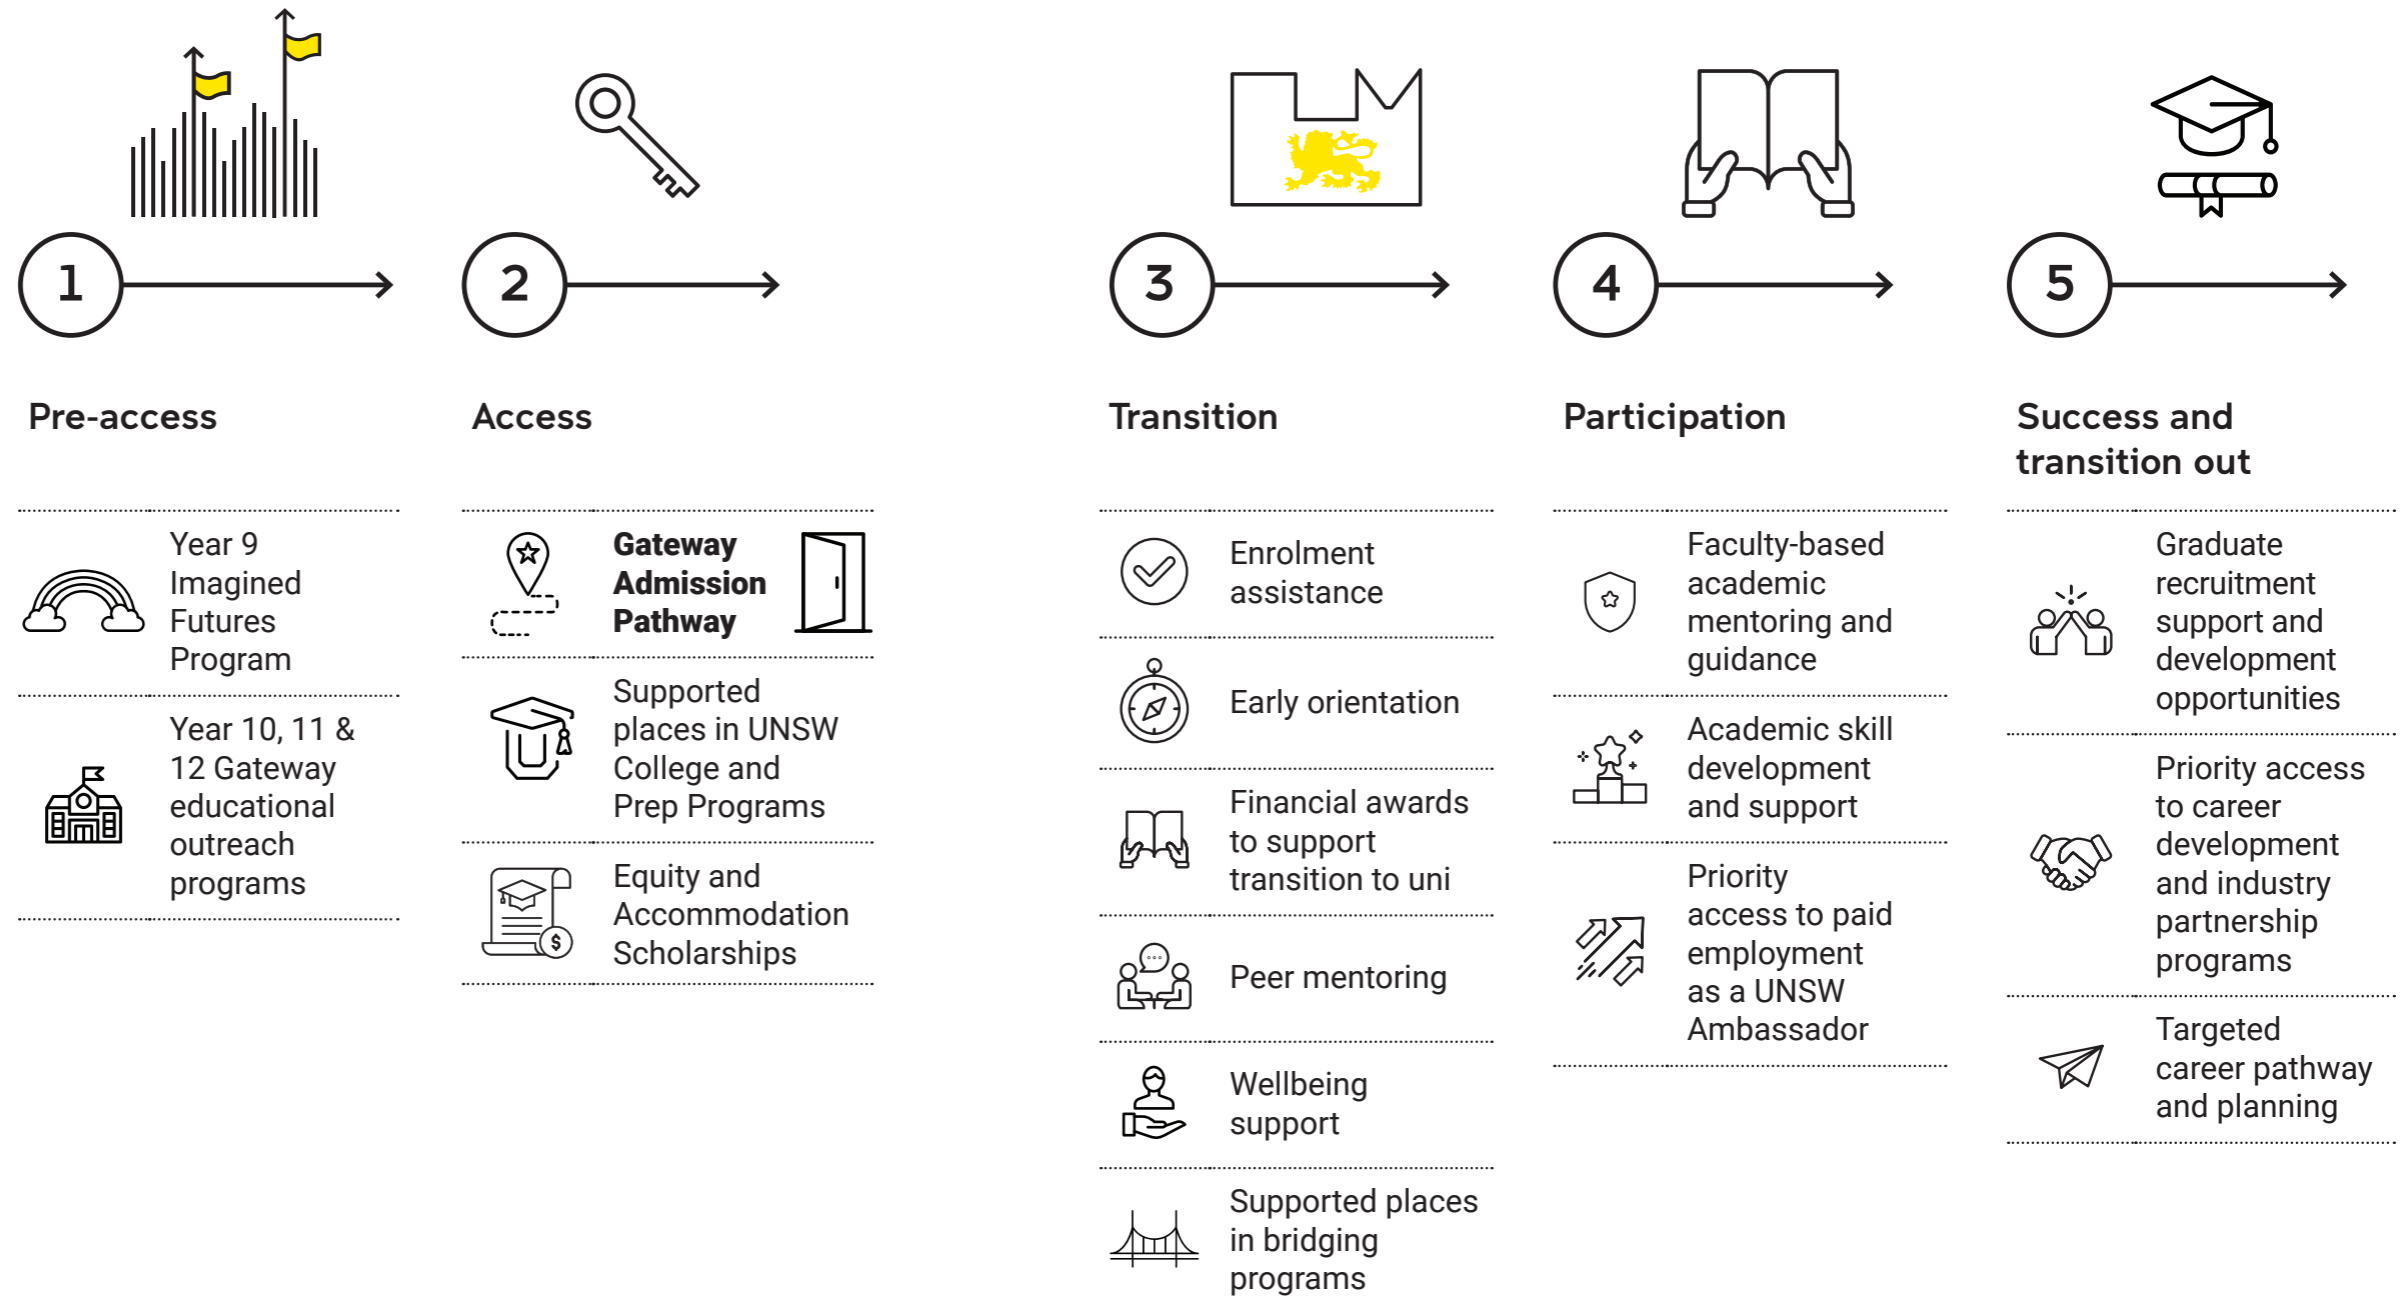 1
Pre-access
Year 9
Imagined
Futures
Program
Year 10, 11 &
12 Gateway
educational
outreach
programs
2
Access
Gateway
Admission
Pathway
Supported
places in UNSW
College and
Prep Programs
$
Equity and
Accommodation
Scholarships
3
Transition
Enrolment
assistance
Early orientation
Financial awards
to support
transition to uni
Peer mentoring
Wellbeing
support
Supported places
in bridging
programs
4
Participation
Faculty-based
academic
mentoring and
guidance
Academic skill
development
and support
Priority
access to paid
employment
as a UNSW
Ambassador
5
Success and
transition out
Graduate
recruitment
support and
development
opportunities
Priority access
to career
development
and industry
partnership
programs
Targeted
career pathway
and planning